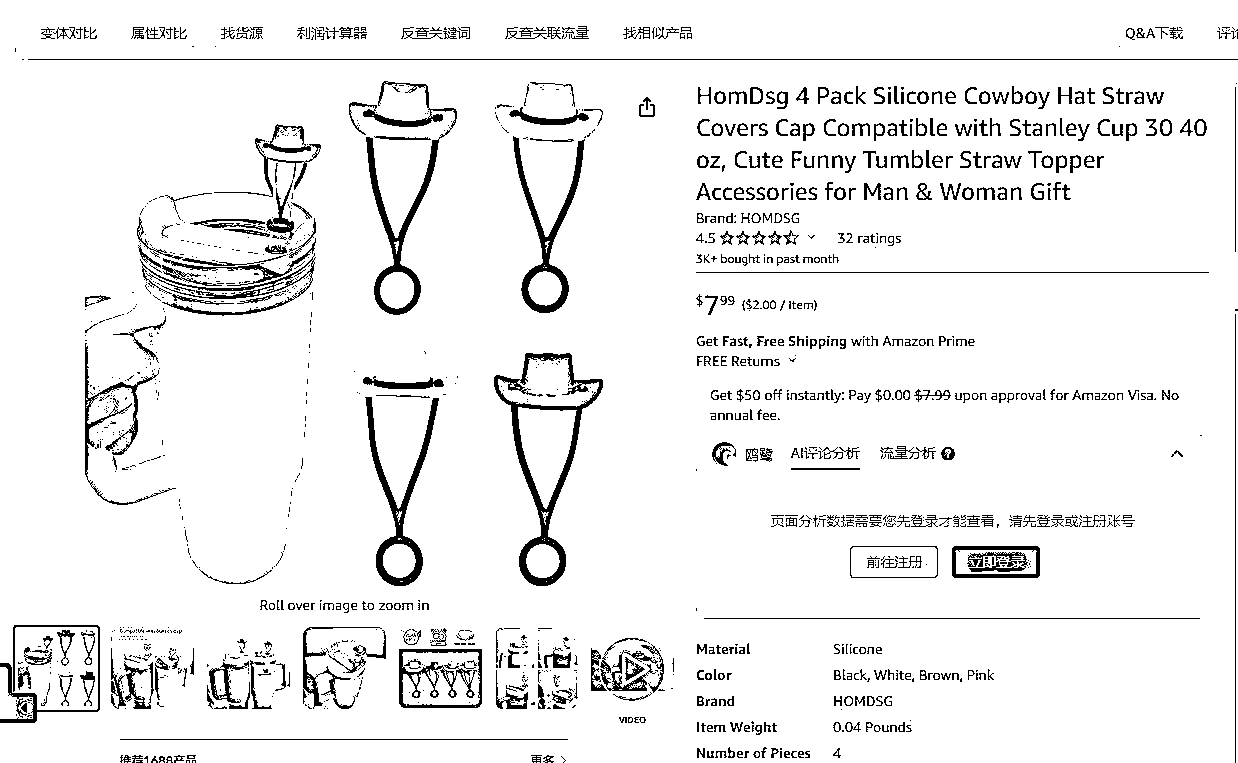 变体对比 属性对比 找货源 利润计算器 反查关键词 反查关联流量 找相似产品 Q&A下载 评论
HomDsg 4 Pack Silicone Cowboy Hat Straw
Covers Cap Compatible with Stanley Cup 30 40
oz, Cute Funny Tumbler Straw Topper
Accessories for Man & Woman Gift
Brand: HOMDSG
4.5 32 ratings
3K+ bought in past month
$7.99 ($2.00 / Item)
Get Fast, Free Shipping with Amazon Prime
FREE Returns
Get $50 off instantly: Pay $0.00 $7.99 upon approval for Amazon Visa. No
annual fee.
鸥鹭 AI评论分析 流量分析 ?
页面分析数据需要您先登录才能查看，请先登录或注册账号
前往注册 立即登录
Roll over image to zoom in
VIDEO
Material Silicone
Color Black, White, Brown, Pink
Brand HOMDSG
Item Weight 0.04 Pounds
Number of Pieces 4
推荐1688产品 更多